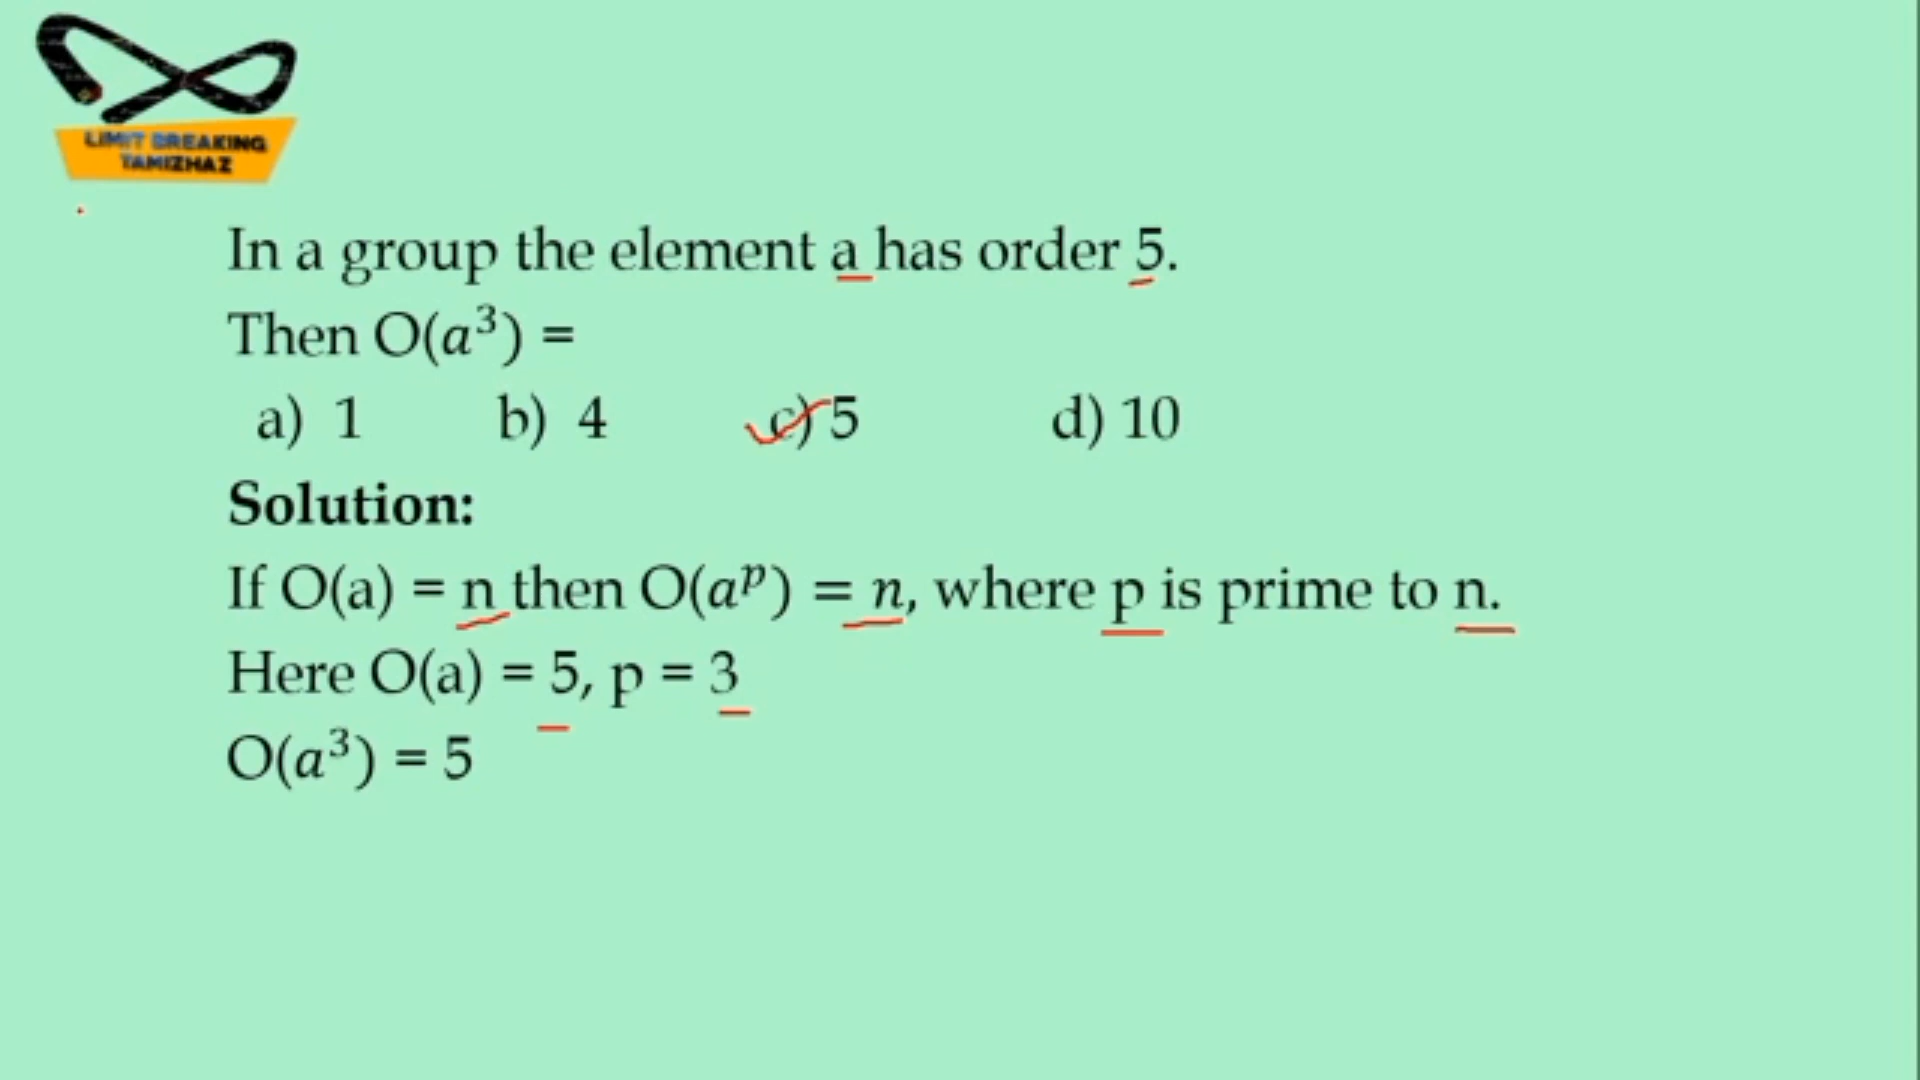 LIMIT BREAKING
TAMIZHAZ
In a group the element a has order 5.
Then O(a³) =
a) 1 b) 4 c) 5 d) 10
Solution:
If O(a) = n then O(aᵖ) = n, where p is prime to n.
Here O(a) = 5, p = 3
O(a³) = 5